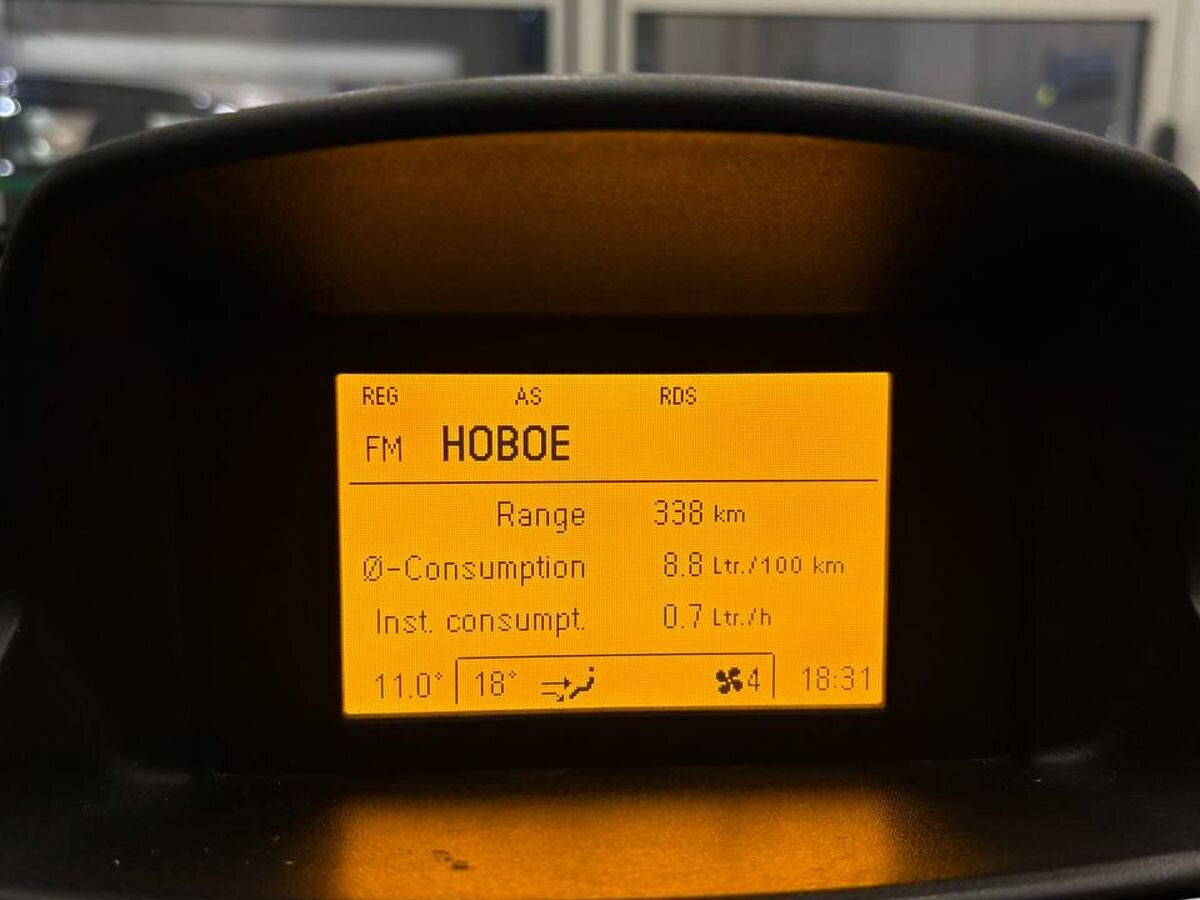 REG AS RDS
FM HOBOE
Range 338 km
Ø-Consumption 8.8 Ltr./100 km
Inst. consumpt. 0.7 Ltr./h
11.0° 18° 4 18:31